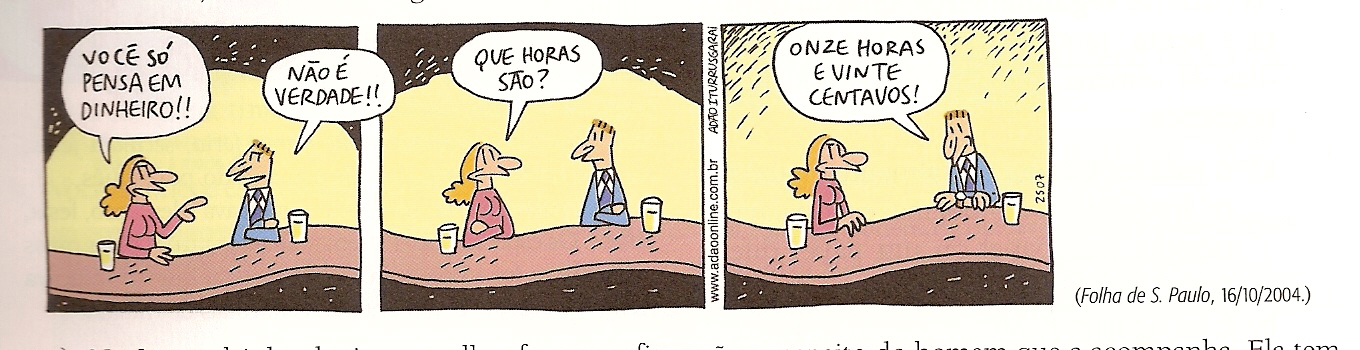 VOCÊ SÓ
PENSA EM
DINHEIRO!!
NÃO É
VERDADE!!
QUE HORAS
SÃO?
www.adaoonline.com.br ADÃO ITURRUSGARAI
ONZE HORAS
E VINTE
CENTAVOS!
2507
(Folha de S. Paulo, 16/10/2004.)